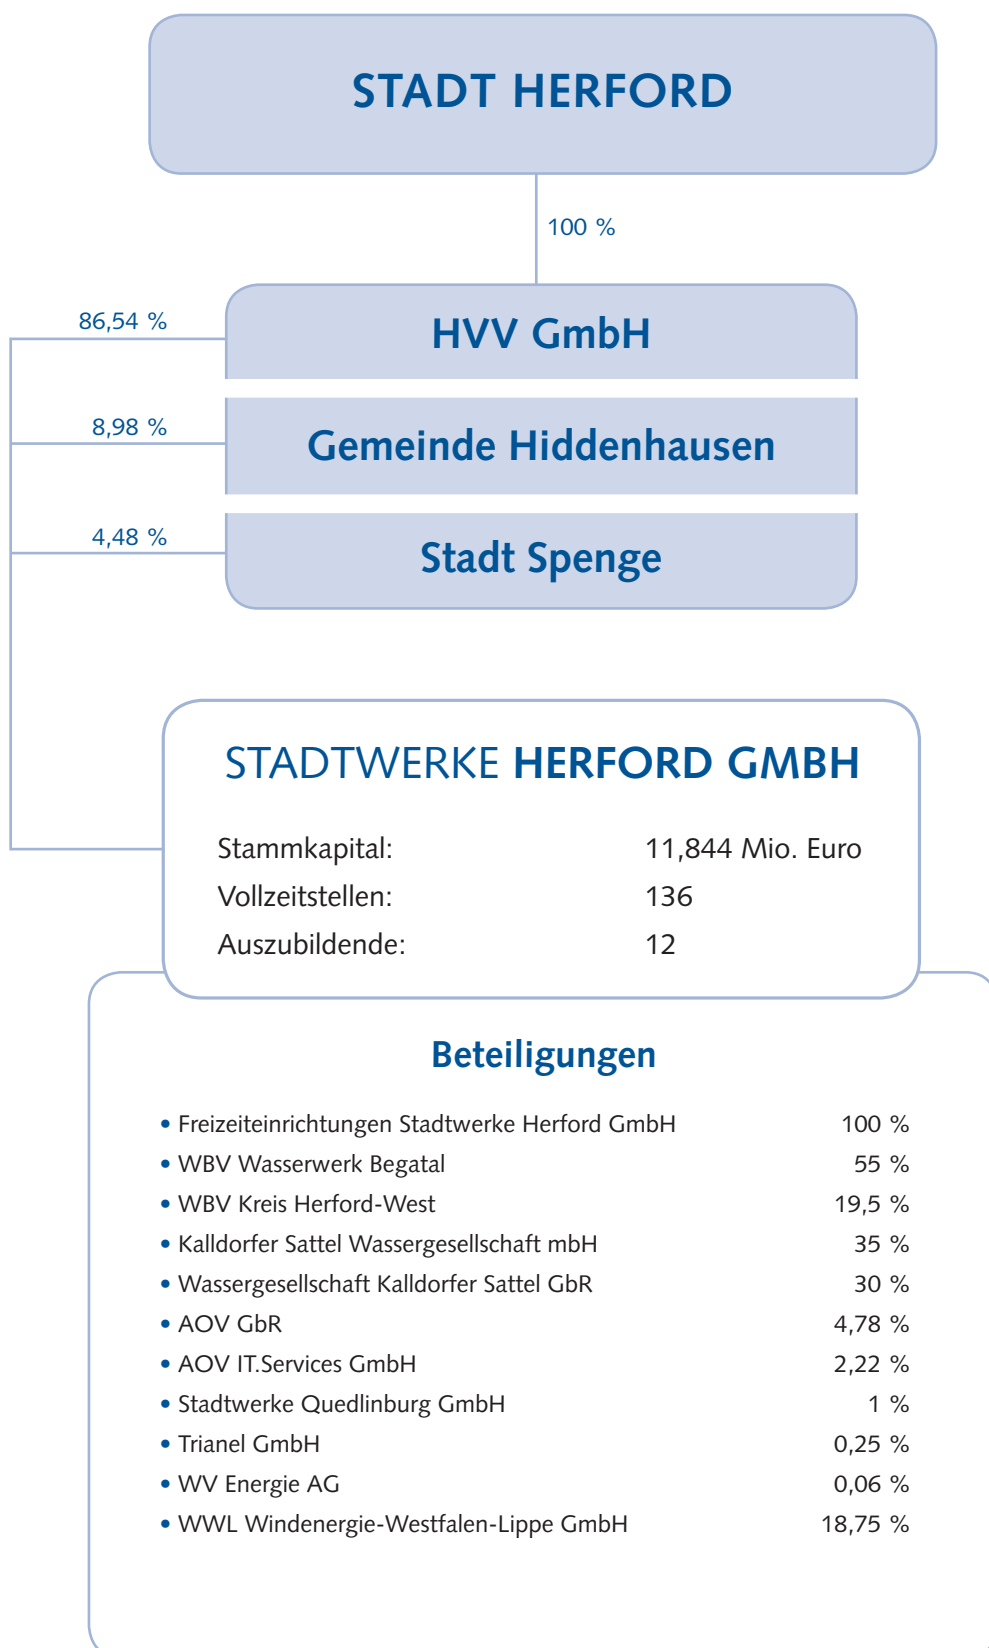 STADT HERFORD
100 %
86,54 %
HVV GmbH
8,98 %
Gemeinde Hiddenhausen
4,48 %
Stadt Spenge
STADTWERKE HERFORD GMBH
Stammkapital: 11,844 Mio. Euro
Vollzeitstellen: 136
Auszubildende: 12
Beteiligungen
• Freizeiteinrichtungen Stadtwerke Herford GmbH 100 %
• WBV Wasserwerk Begatal 55 %
• WBV Kreis Herford-West 19,5 %
• Kalldorfer Sattel Wassergesellschaft mbH 35 %
• Wassergesellschaft Kalldorfer Sattel GbR 30 %
• AOV GbR 4,78 %
• AOV IT.Services GmbH 2,22 %
• Stadtwerke Quedlinburg GmbH 1 %
• Trianel GmbH 0,25 %
• WV Energie AG 0,06 %
• WWL Windenergie-Westfalen-Lippe GmbH 18,75 %